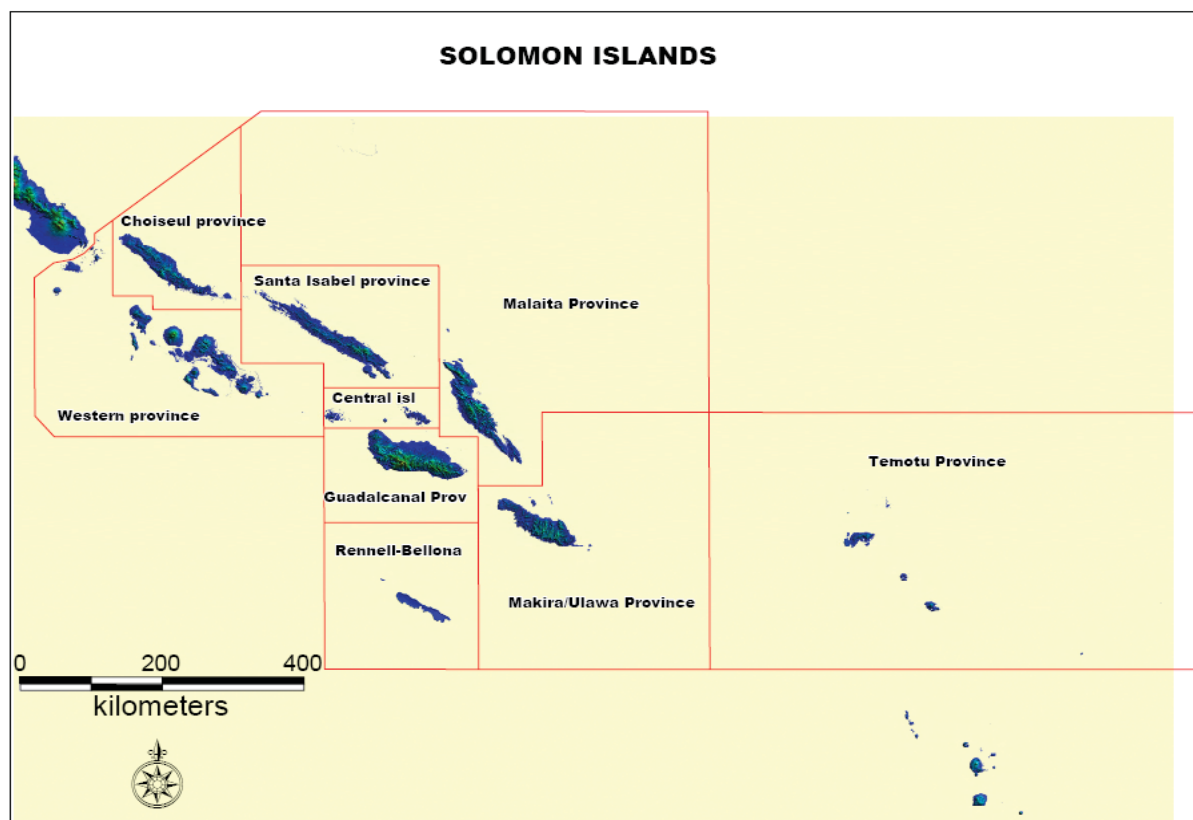 SOLOMON ISLANDS
Choiseul province
Santa Isabel province
Malaita Province
Central isl
Western province
Temotu Province
Guadalcanal Prov
Rennell-Bellona
Makira/Ulawa Province
0 200 400
kilometers